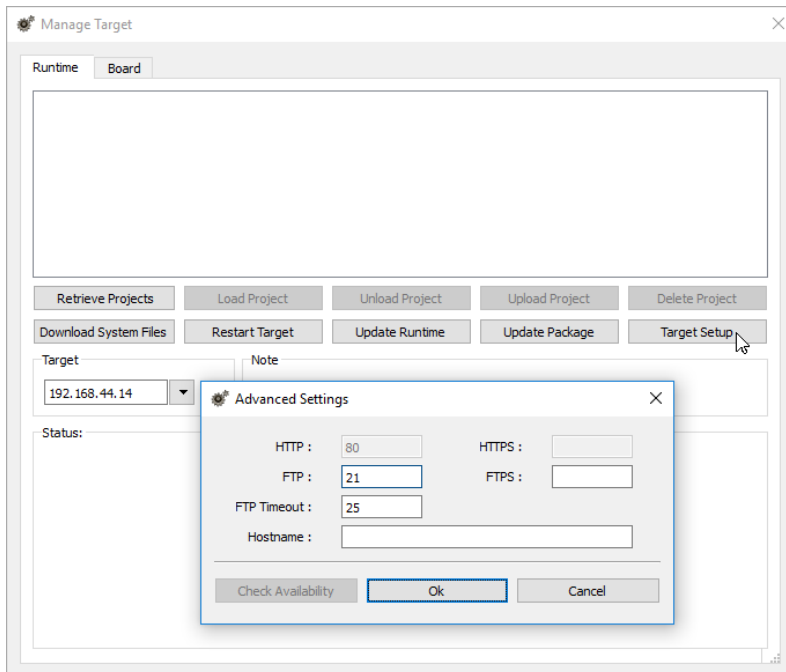 Manage Target
Runtime Board
Retrieve Projects Load Project Unload Project Upload Project Delete Project
Download System Files Restart Target Update Runtime Update Package Target Setup
Target Note
192.168.44.14
Advanced Settings
Status:
HTTP : 80 HTTPS :
FTP : 21 FTPS :
FTP Timeout : 25
Hostname :
Check Availability Ok Cancel